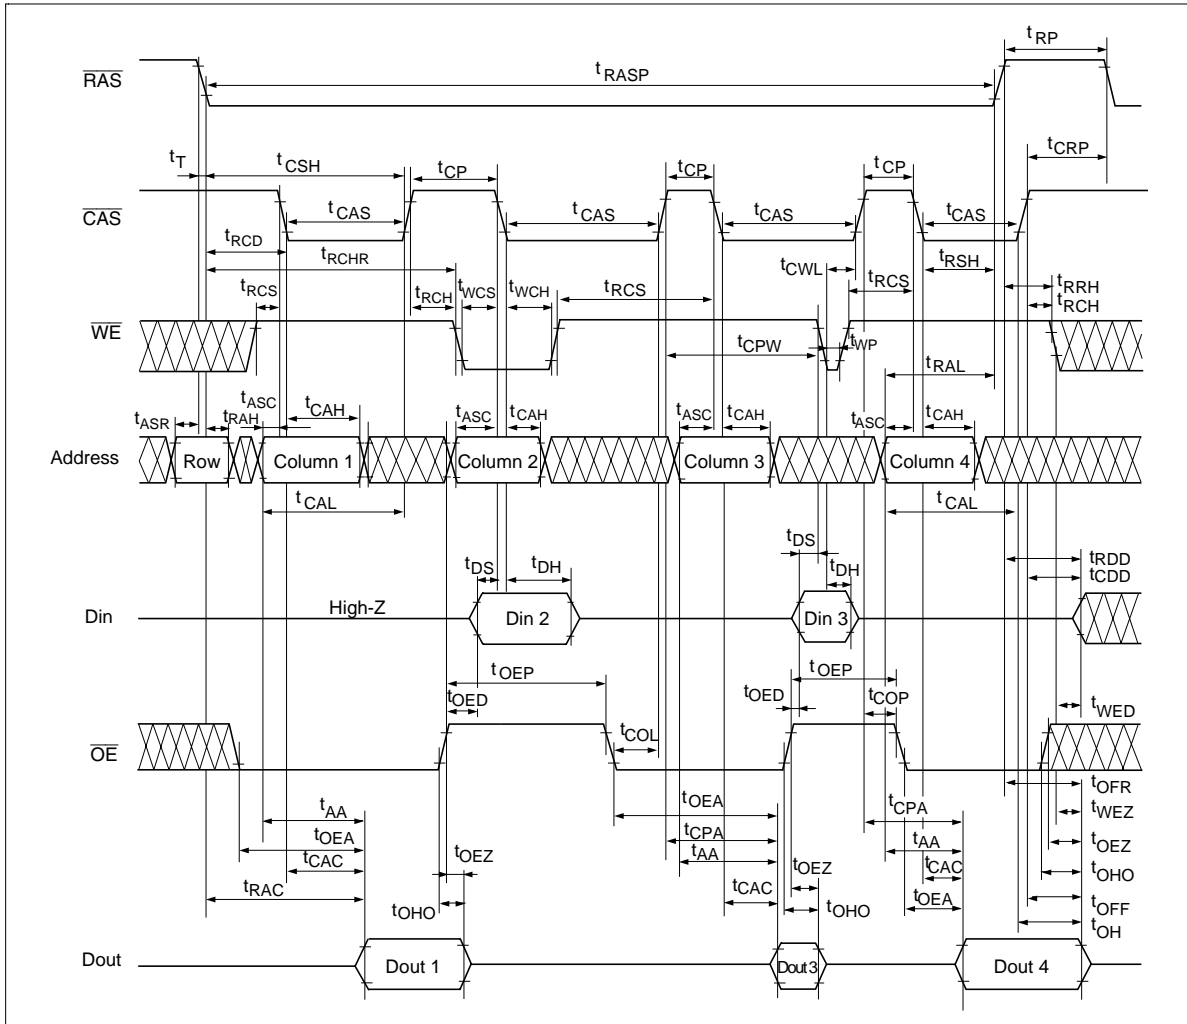 tRP
RAS
tRASP
tT
tCSH
tCP
tCP
tCP
tCRP
CAS
tCAS
tCAS
tCAS
tCAS
tRCD
tRCHR
tCWL
tRSH
tRCS
tRCH
tWCS
tWCH
tRCS
tRCS
tRRH
tRCH
WE
tCPW
tWP
tRAL
tASR
tRAH
tASC
tCAH
tASC
tCAH
tASC
tCAH
tASC
tCAH
Address
Row
Column 1
Column 2
Column 3
Column 4
tCAL
tCAL
tDS
tDH
tDS
tDH
tRDD
tCDD
Din
High-Z
Din 2
Din 3
tOEP
tOED
tOEP
tOED
tCOP
tWED
OE
tCOL
tOFR
tAA
tOEA
tCPA
tWEZ
tOEA
tCPA
tAA
tOEZ
tCAC
tOEZ
tAA
tOEZ
tCAC
tOHO
tRAC
tCAC
tOEA
tOHO
tOHO
tOFF
tOH
Dout
Dout 1
Dout 3
Dout 4